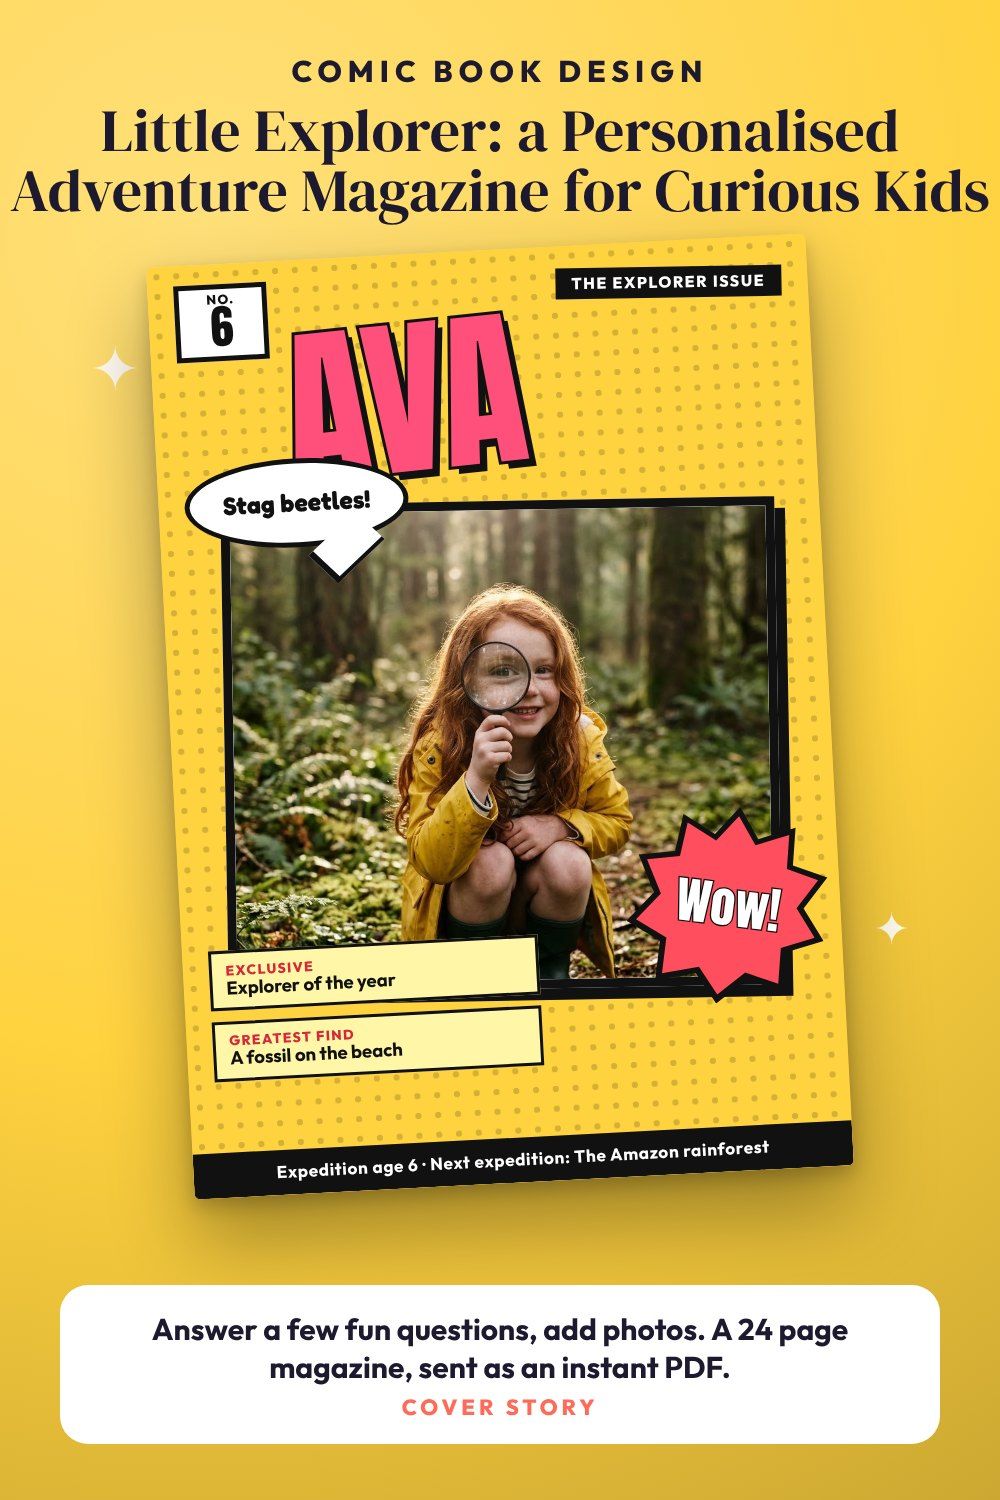 COMIC BOOK DESIGN
Little Explorer: a Personalised
Adventure Magazine for Curious Kids
THE EXPLORER ISSUE
NO.
6
AVA
Stag beetles!
Wow!
EXCLUSIVE
Explorer of the year
GREATEST FIND
A fossil on the beach
Expedition age 6 · Next expedition: The Amazon rainforest
Answer a few fun questions, add photos. A 24 page
magazine, sent as an instant PDF.
COVER STORY